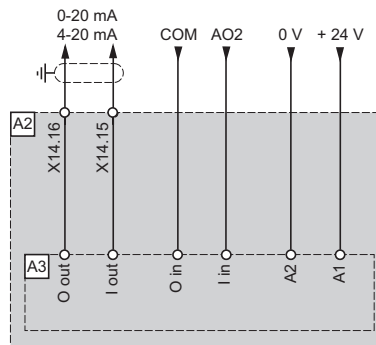 0-20 mA
4-20 mA
COM
AO2
0 V
+ 24 V
A2
X14.16
X14.15
A3
O out
I out
O in
I in
A2
A1